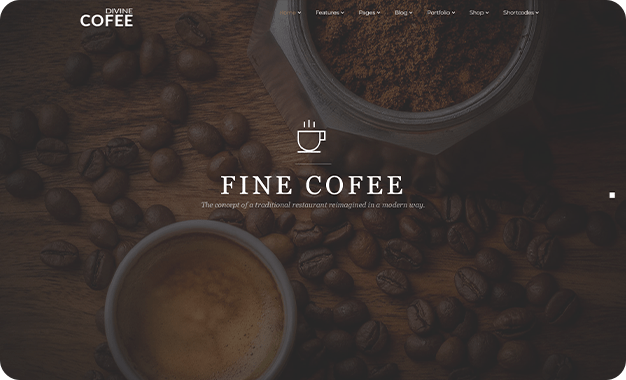 DIVINE
COFEE
Home Features Pages Blog Portfolio Shop Shortcodes
FINE COFEE
The concept of a traditional restaurant reimagined in a modern way.